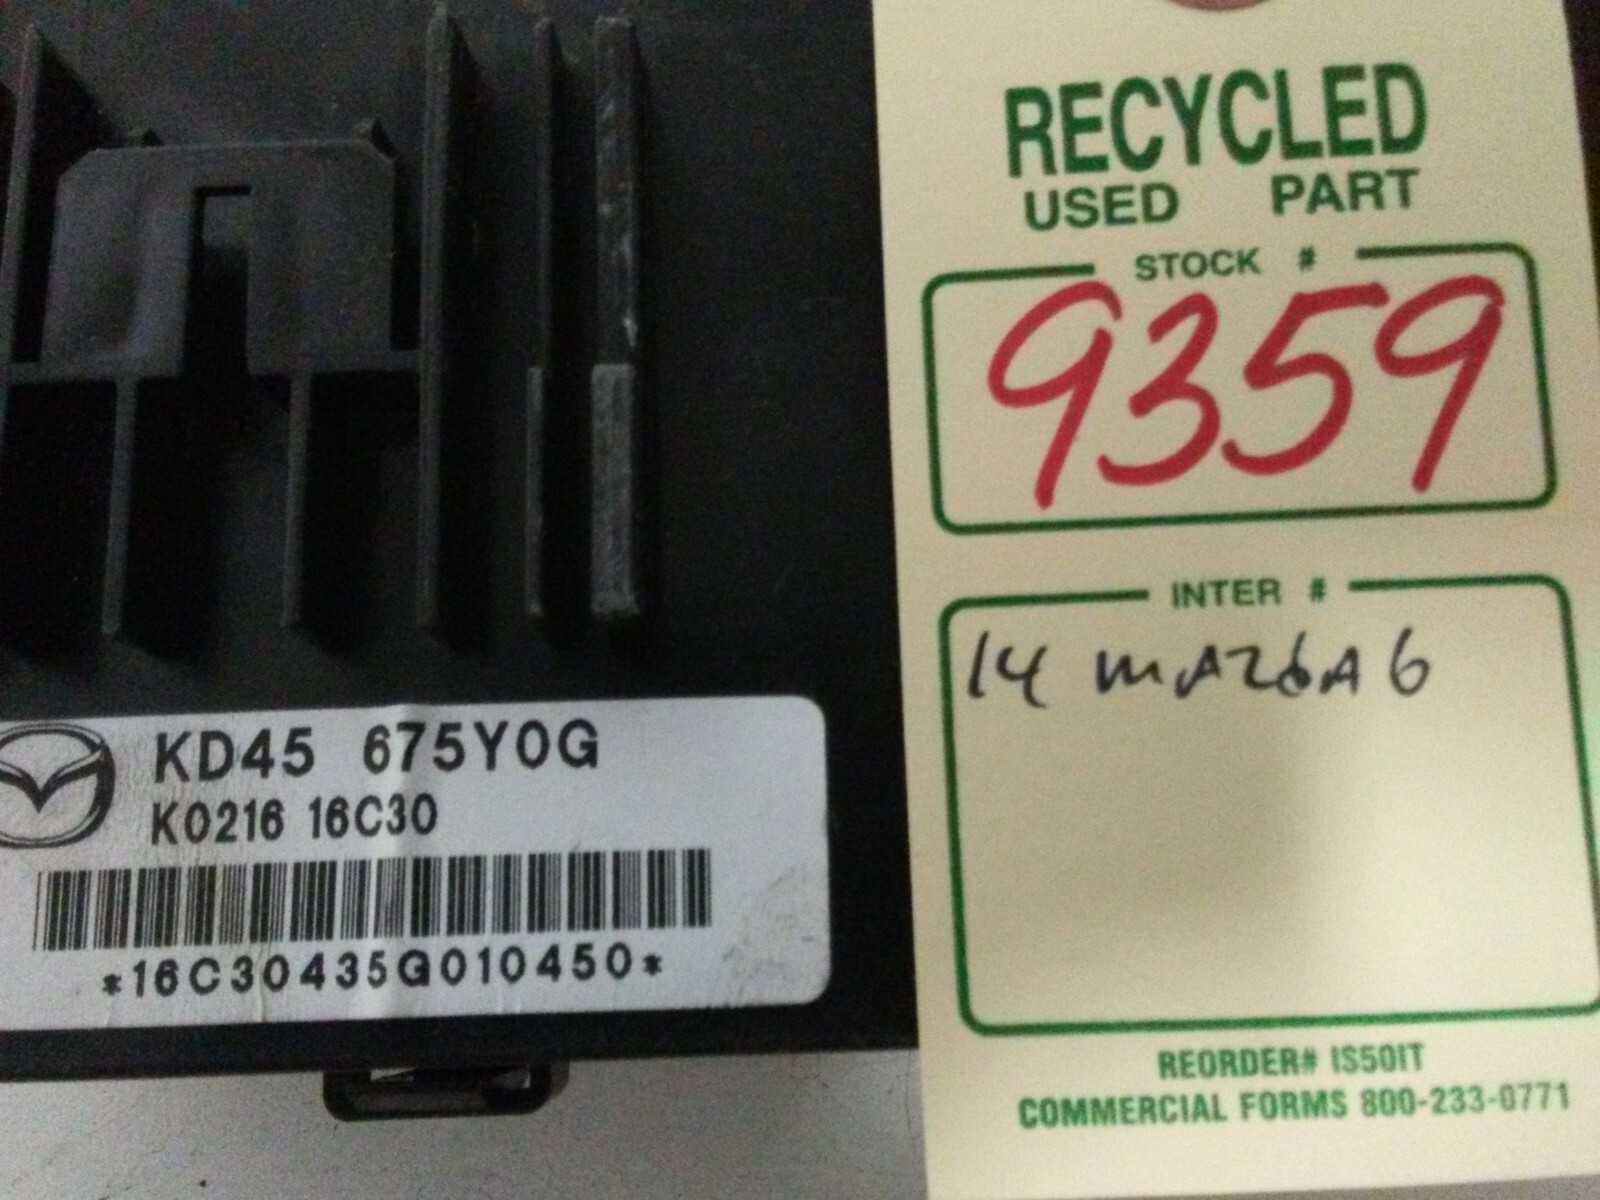 RECYCLED
USED PART
STOCK #
9359
INTER #
14 MAZDA 6
REORDER# IS50IT
COMMERCIAL FORMS 800-233-0771
KD45 675Y0G
K0216 16C30
*16C30435G010450*